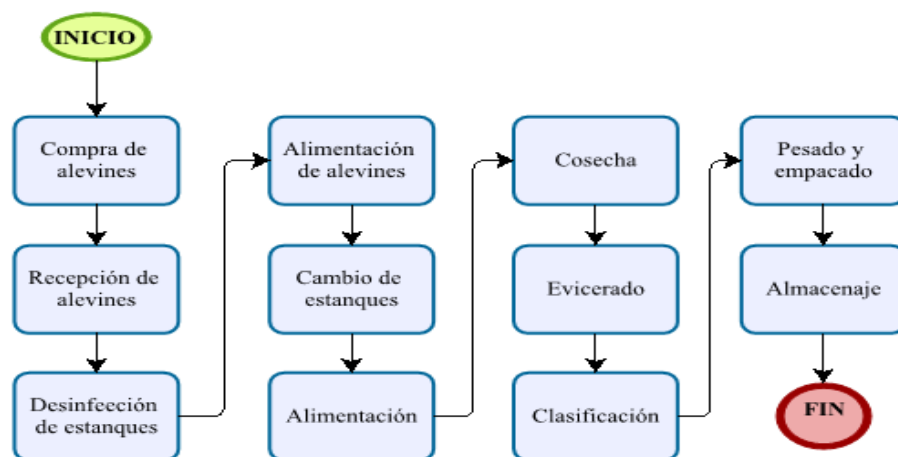 INICIO
Compra de
alevines
Recepción de
alevines
Desinfeección
de estanques
Alimentación
de alevines
Cambio de
estanques
Alimentación
Cosecha
Evicerado
Clasificación
Pesado y
empacado
Almacenaje
FIN